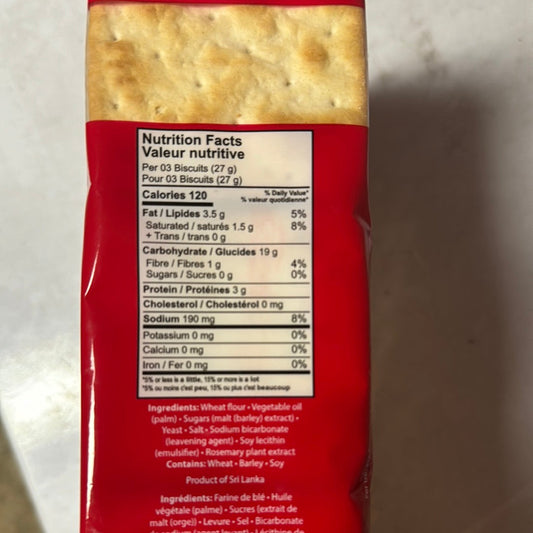 Nutrition Facts
Valeur nutritive
Per 03 Biscuits (27 g)
Pour 03 Biscuits (27 g)
Calories 120
% Daily Value*
% valeur quotidienne*
Fat / Lipides 3.5 g 5%
Saturated / saturés 1.5 g 8%
+ Trans / trans 0 g
Carbohydrate / Glucides 19 g
Fibre / Fibres 1 g 4%
Sugars / Sucres 0 g 0%
Protein / Protéines 3 g
Cholesterol / Cholestérol 0 mg
Sodium 190 mg 8%
Potassium 0 mg 0%
Calcium 0 mg 0%
Iron / Fer 0 mg 0%
*5% or less is a little, 15% or more is a lot
*5% ou moins c'est peu, 15% ou plus c'est beaucoup
Ingredients: Wheat flour • Vegetable oil
(palm) • Sugars (malt (barley) extract) •
Yeast • Salt • Sodium bicarbonate
(leavening agent) • Soy lecithin
(emulsifier) • Rosemary plant extract
Contains: Wheat • Barley • Soy
Product of Sri Lanka
Ingrédients: Farine de blé • Huile
végétale (palme) • Sucres (extrait de
malt (orge)) • Levure • Sel • Bicarbonate
de sodium (agent levant) • Lécithine de